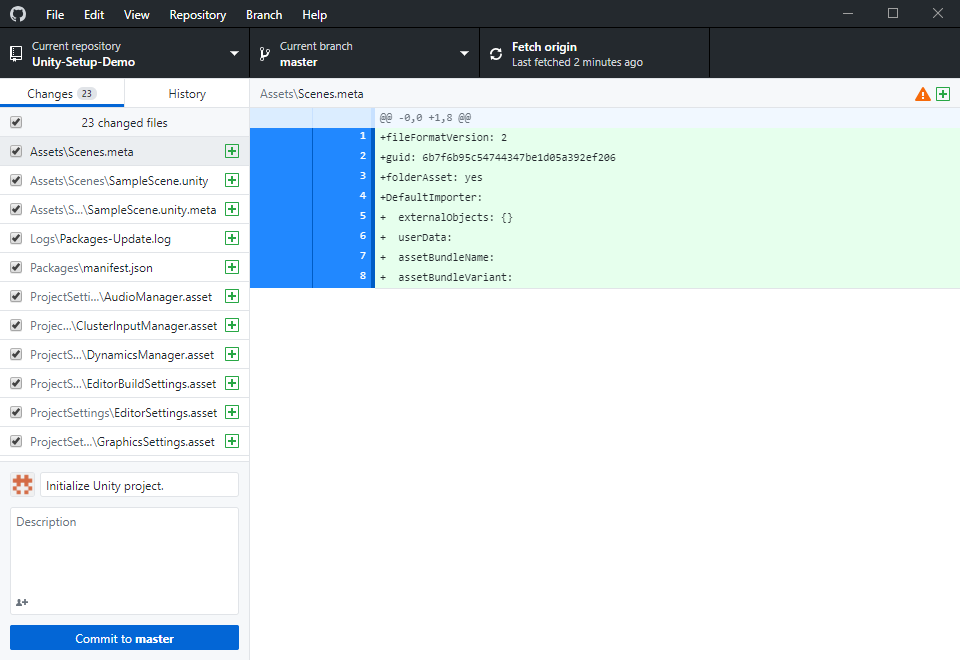 File Edit View Repository Branch Help
Current repository
Unity-Setup-Demo
Current branch
master
Fetch origin
Last fetched 2 minutes ago
Changes 23
History
23 changed files
Assets\Scenes.meta
Assets\Scenes\SampleScene.unity
Assets\S...\SampleScene.unity.meta
Logs\Packages-Update.log
Packages\manifest.json
ProjectSetti...\AudioManager.asset
Projec...\ClusterInputManager.asset
ProjectS...\DynamicsManager.asset
ProjectS...\EditorBuildSettings.asset
ProjectSettings\EditorSettings.asset
ProjectSet...\GraphicsSettings.asset
Initialize Unity project.
Description
Commit to master
Assets\Scenes.meta
@@ -0,0 +1,8 @@
1 +fileFormatVersion: 2
2 +guid: 6b7f6b95c54744347be1d05a392ef206
3 +folderAsset: yes
4 +DefaultImporter:
5 +  externalObjects: {}
6 +  userData:
7 +  assetBundleName:
8 +  assetBundleVariant: